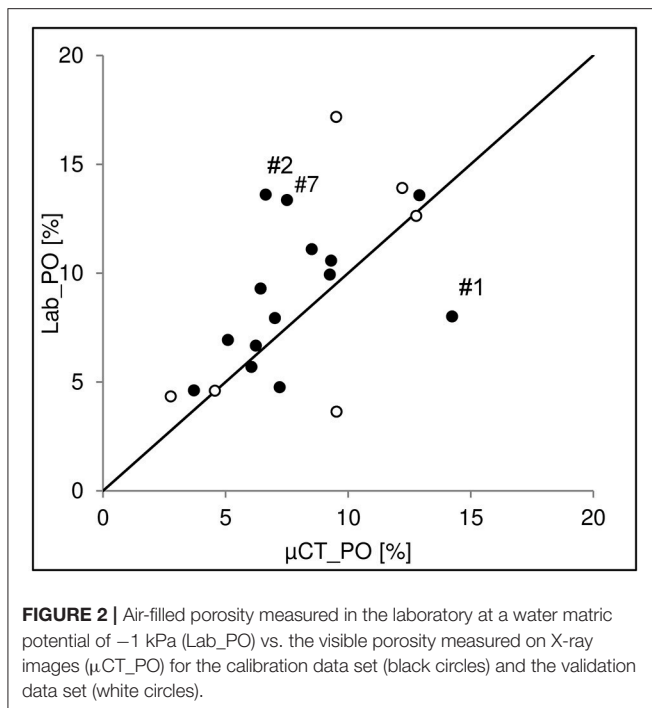 20
15
10
5
0
Lab_PO [%]
#2
#7
#1
0 5 10 15 20
μCT_PO [%]
FIGURE 2 | Air-filled porosity measured in the laboratory at a water matric
potential of −1 kPa (Lab_PO) vs. the visible porosity measured on X-ray
images (μCT_PO) for the calibration data set (black circles) and the validation
data set (white circles).